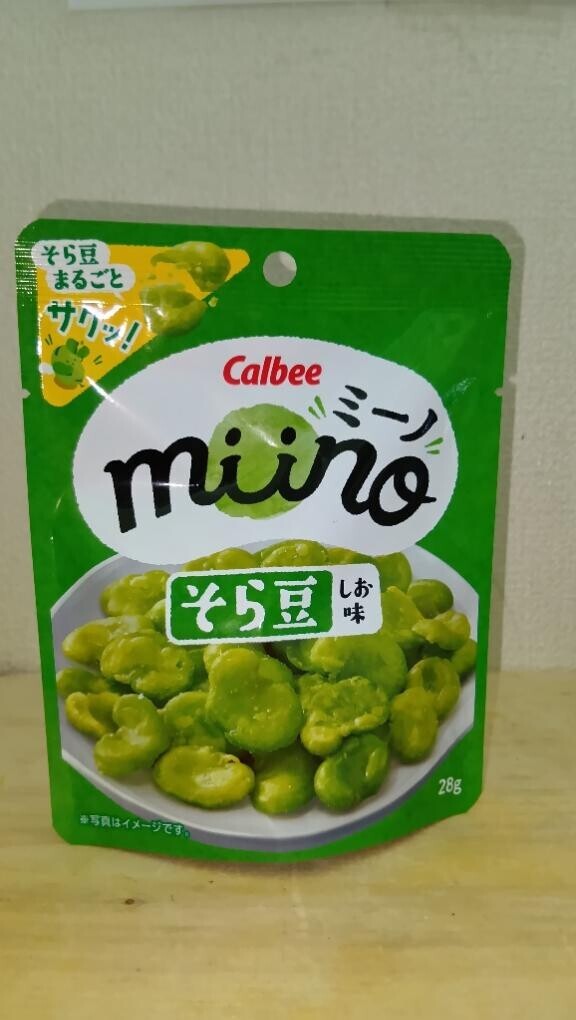 そら豆
まるごと
サクッ!
Calbee
ミーノ
miino
そら豆
しお味
28g
※写真はイメージです。